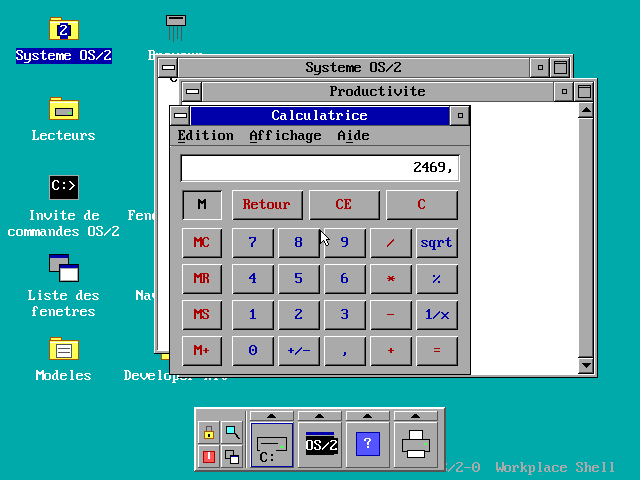 Systeme OS/2
Lecteurs
Invite de
commandes OS/2
Liste des
fenetres
Modeles
Systeme OS/2
Productivite
Calculatrice
Edition Affichage Aide
2469,
M Retour CE C
MC 7 8 9 / sqrt
MR 4 5 6 * %
MS 1 2 3 - 1/x
M+ 0 +/- , + =
C:
OS/2
?
Workplace Shell
C:>
2
!